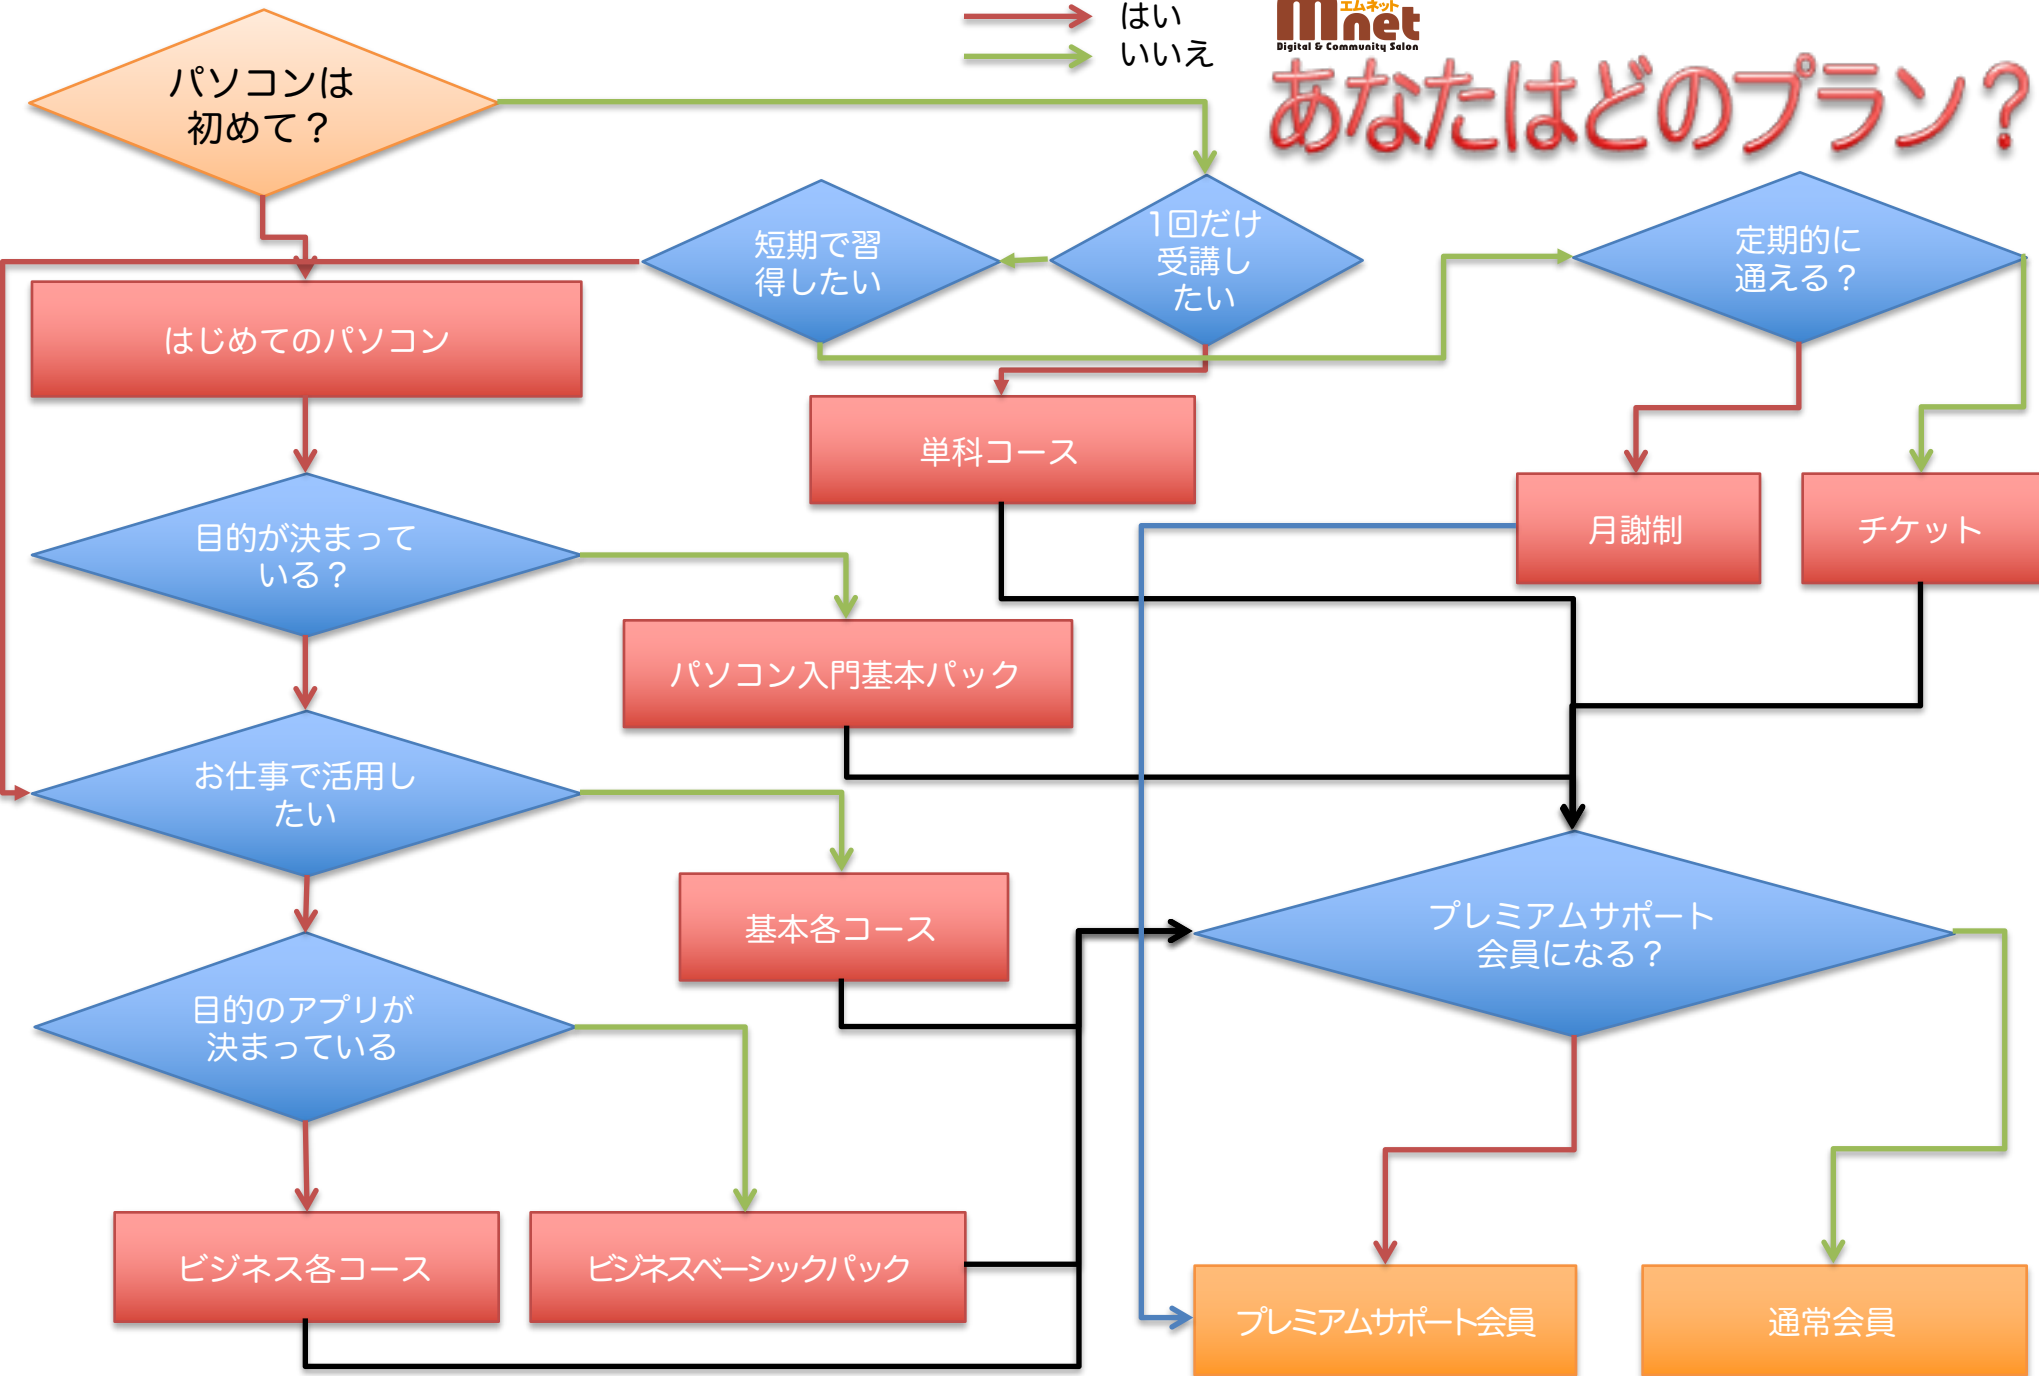 はい
いいえ
エムネット
Mnet
Digital & Community Salon
あなたはどのプラン？
パソコンは
初めて？
短期で習
得したい
1回だけ
受講し
たい
定期的に
通える？
はじめてのパソコン
単科コース
月謝制
チケット
目的が決まって
いる？
パソコン入門基本パック
お仕事で活用し
たい
基本各コース
プレミアムサポート
会員になる？
目的のアプリが
決まっている
ビジネス各コース
ビジネスベーシックパック
プレミアムサポート会員
通常会員